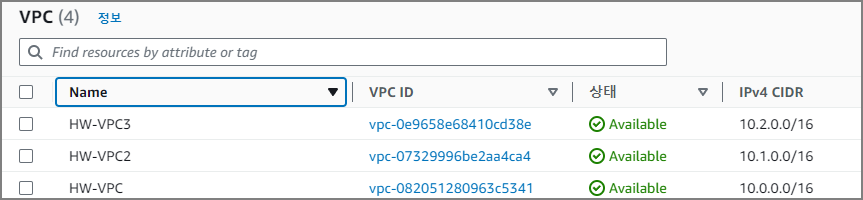 VPC (4) 정보
Find resources by attribute or tag
Name VPC ID 상태 IPv4 CIDR
HW-VPC3 vpc-0e9658e68410cd38e Available 10.2.0.0/16
HW-VPC2 vpc-07329996be2aa4ca4 Available 10.1.0.0/16
HW-VPC vpc-082051280963c5341 Available 10.0.0.0/16